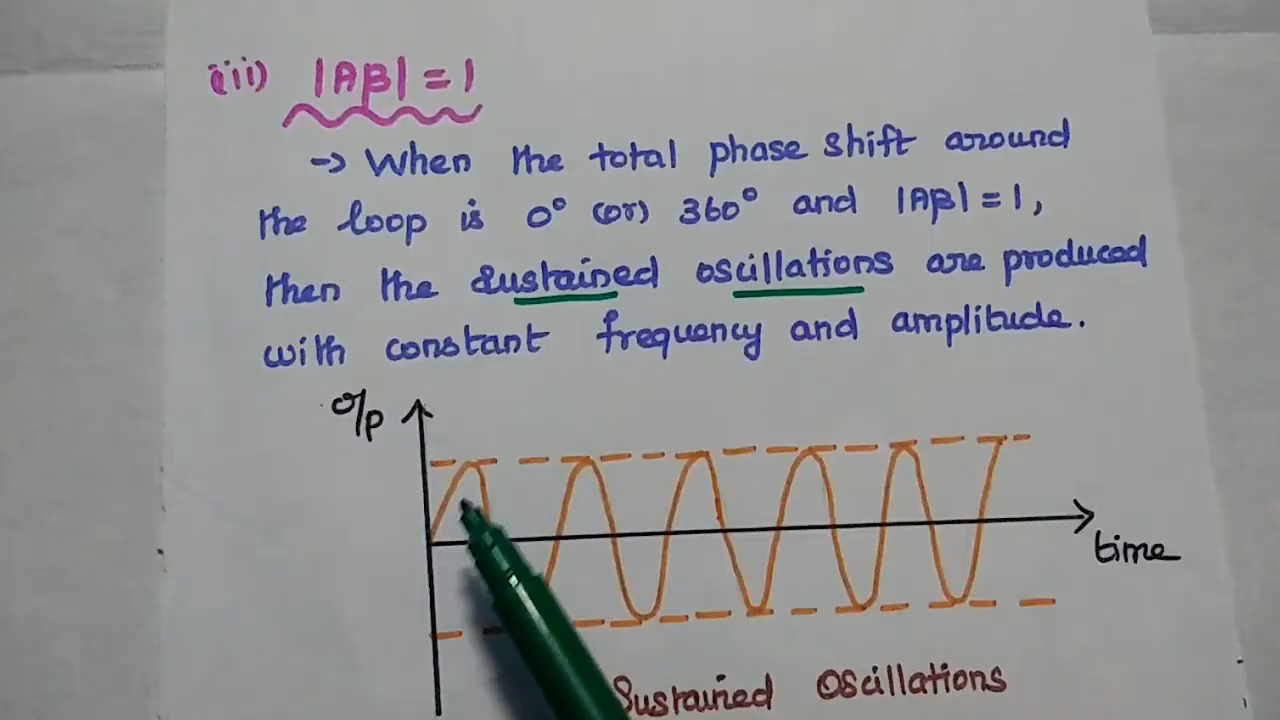 (iii) |Aβ| = 1
→ When the total phase shift around
the loop is 0° (or) 360° and |Aβ| = 1,
then the sustained oscillations are produced
with constant frequency and amplitude.
o/p
time
Sustained Oscillations